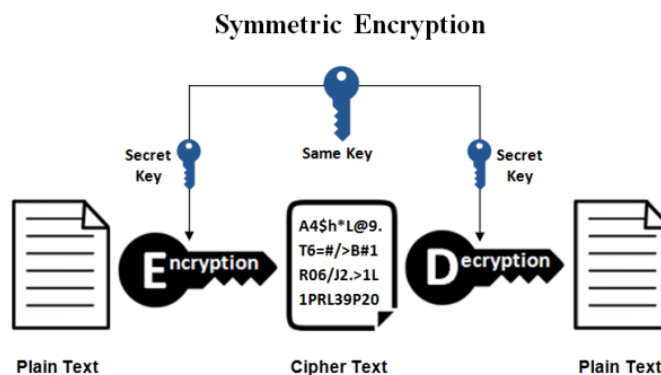 Symmetric Encryption
Secret
Key
Same Key
Secret
Key
A4$h*L@9.
T6=#/>B#1
R06/J2.>1L
1PRL39P20
Encryption
Decryption
Plain Text
Cipher Text
Plain Text